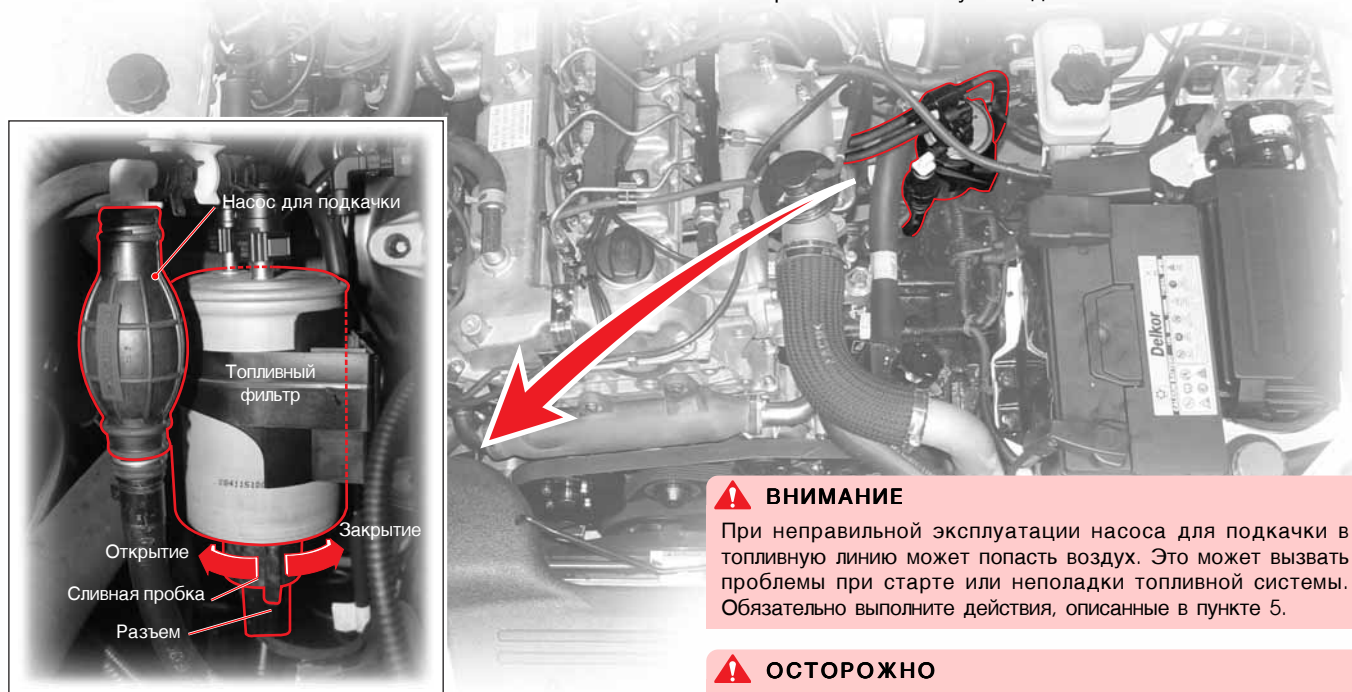 Насос для подкачки
Топливный
фильтр
Открытие
Закрытие
Сливная пробка
Разъем
Delkor
ВНИМАНИЕ
При неправильной эксплуатации насоса для подкачки в
топливную линию может попасть воздух. Это может вызвать
проблемы при старте или неполадки топливной системы.
Обязательно выполните действия, описанные в пункте 5.
ОСТОРОЖНО